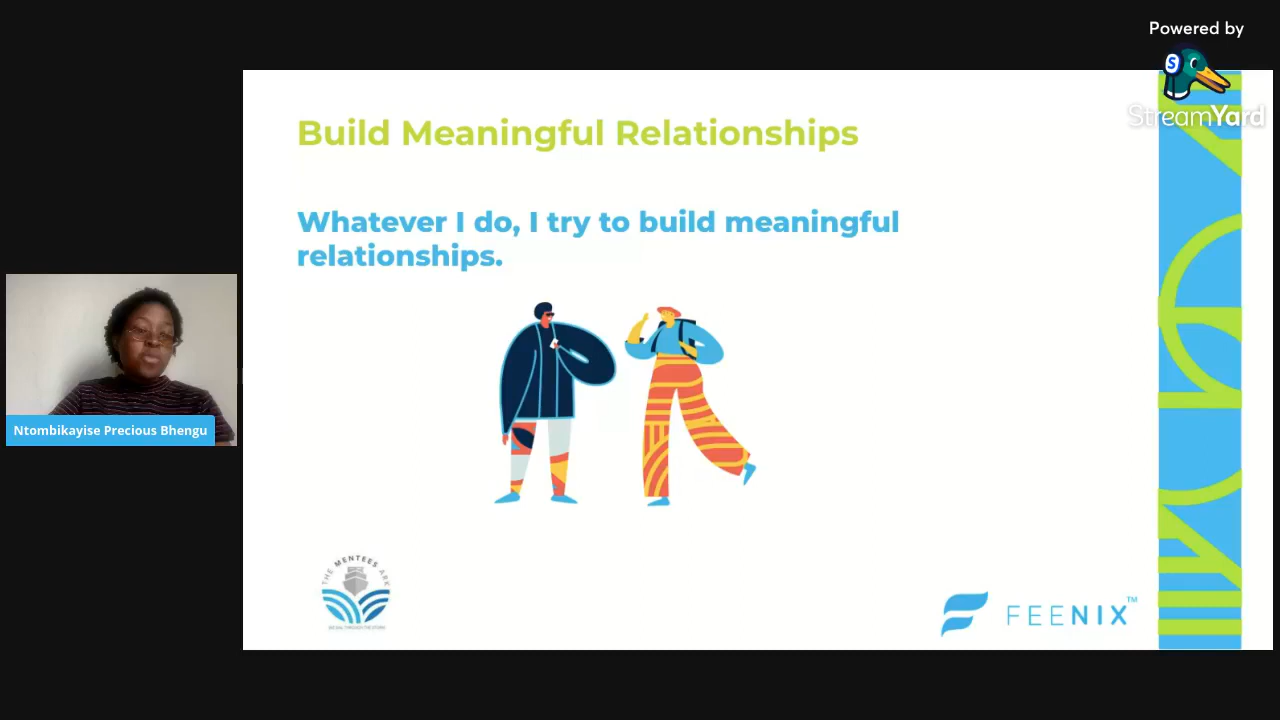 Powered by
StreamYard
Build Meaningful Relationships
Whatever I do, I try to build meaningful
relationships.
Ntombikayise Precious Bhengu
THE MENTEES ARK
FEENIX™